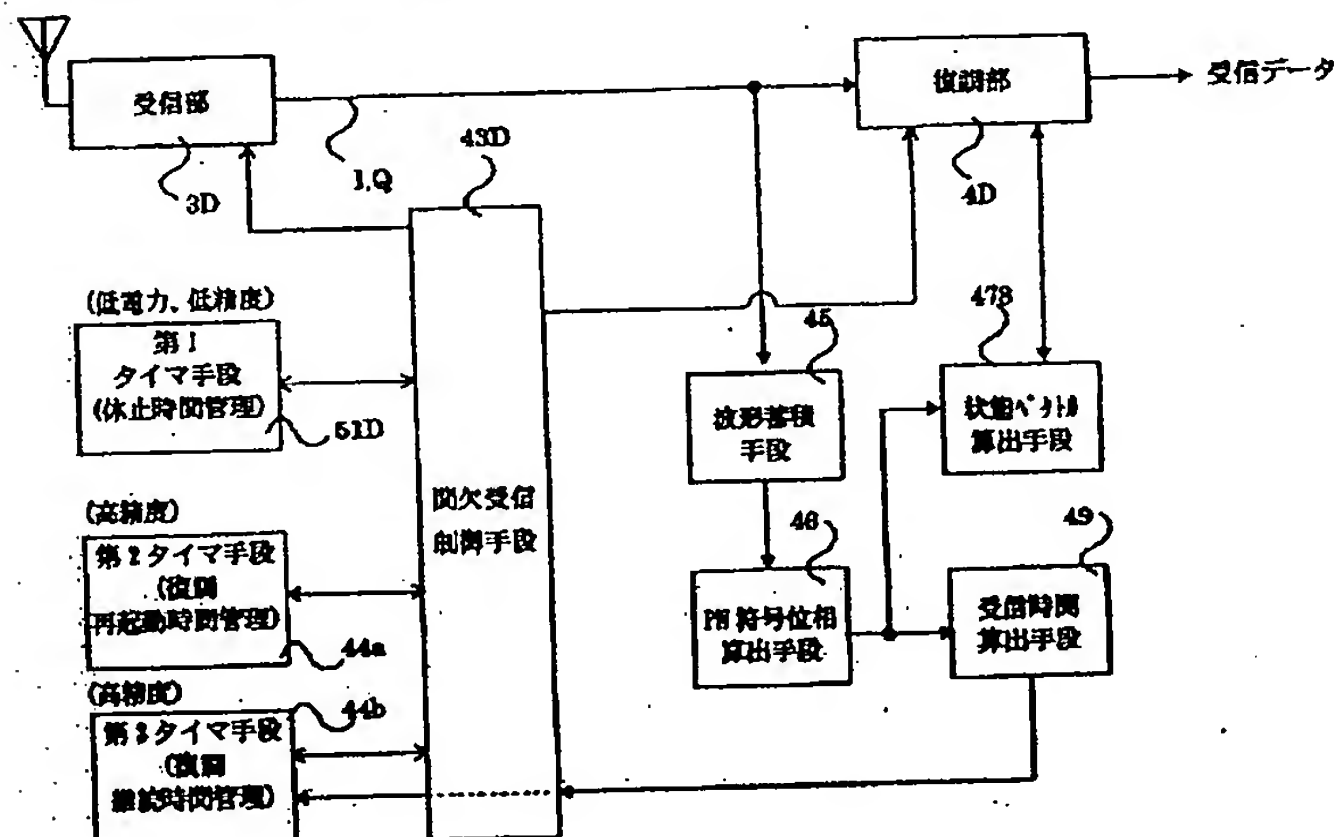 受信部
3D
I,Q
43D
復調部
4D
受信データ
(低電力、低精度)
第1
タイマ手段
(休止時間管理)
51D
(高精度)
第2タイマ手段
(復調
再起動時間管理)
44a
(高精度)
第3タイマ手段
(復調
継続時間管理)
44b
間欠受信
制御手段
45
波形蓄積
手段
46
PN符号位相
算出手段
473
状態ベクトル
算出手段
49
受信時間
算出手段